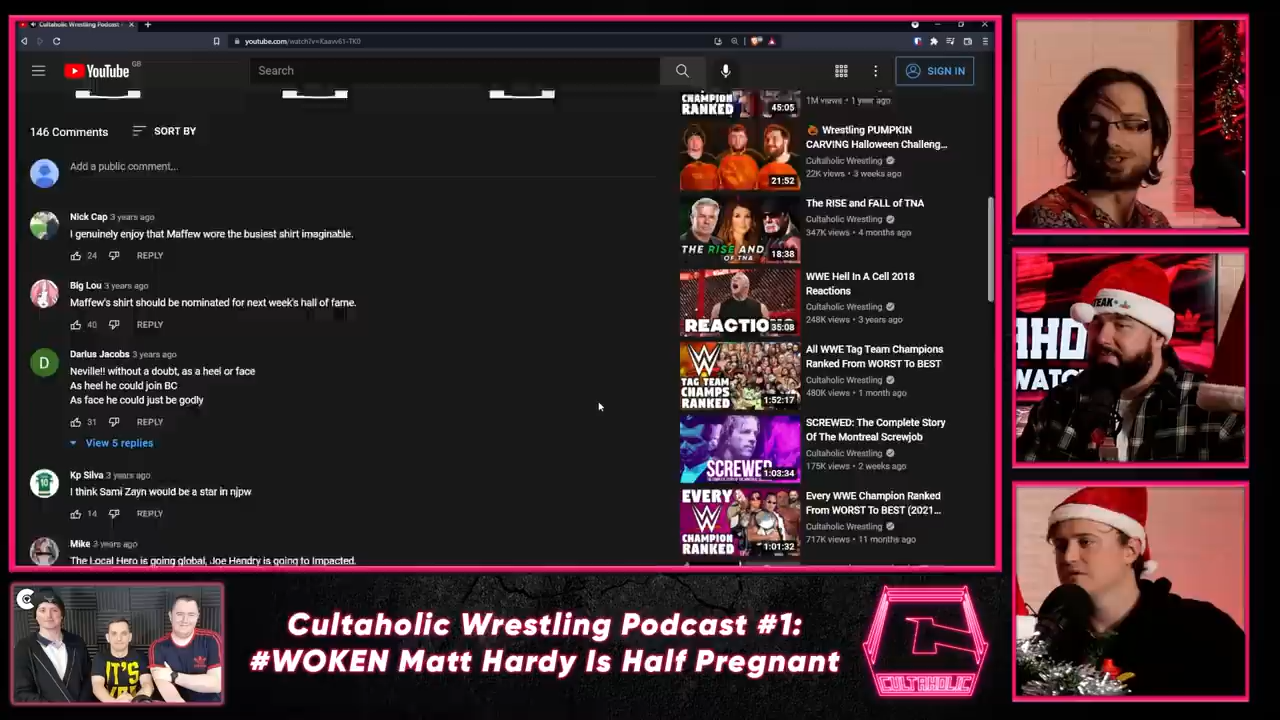 Cultaholic Wrestling Podcast
youtube.com/watch?v=Kaavv61-TK0
YouTube GB
Search
SIGN IN
146 Comments
SORT BY
Add a public comment...
Nick Cap 3 years ago
I genuinely enjoy that Maffew wore the busiest shirt imaginable.
24 REPLY
Big Lou 3 years ago
Maffew's shirt should be nominated for next week's hall of fame.
40 REPLY
D
Darius Jacobs 3 years ago
Neville!! without a doubt, as a heel or face
As heel he could join BC
As face he could just be godly
31 REPLY
View 5 replies
Kp Silva 3 years ago
I think Sami Zayn would be a star in njpw
14 REPLY
Mike 3 years ago
The Local Hero is going global, Joe Hendry is going to Impacted.
CHAMPION
RANKED
45:05
1M views • 1 year ago
21:52
🎃 Wrestling PUMPKIN
CARVING Halloween Challeng...
Cultaholic Wrestling
22K views • 3 weeks ago
THE RISE AND
OF TNA
18:38
The RISE and FALL of TNA
Cultaholic Wrestling
347K views • 4 months ago
REACTIO
35:08
WWE Hell In A Cell 2018
Reactions
Cultaholic Wrestling
248K views • 3 years ago
TAG TEAM
CHAMPS
RANKED
1:52:17
All WWE Tag Team Champions
Ranked From WORST To BEST
Cultaholic Wrestling
480K views • 1 month ago
SCREWED
1:03:34
SCREWED: The Complete Story
Of The Montreal Screwjob
Cultaholic Wrestling
175K views • 2 weeks ago
EVERY
CHAMPION
RANKED
1:01:32
Every WWE Champion Ranked
From WORST To BEST (2021...
Cultaholic Wrestling
717K views • 11 months ago
TEAK
WATC
IT'S
Cultaholic Wrestling Podcast #1:
#WOKEN Matt Hardy Is Half Pregnant
CULTAHOLIC